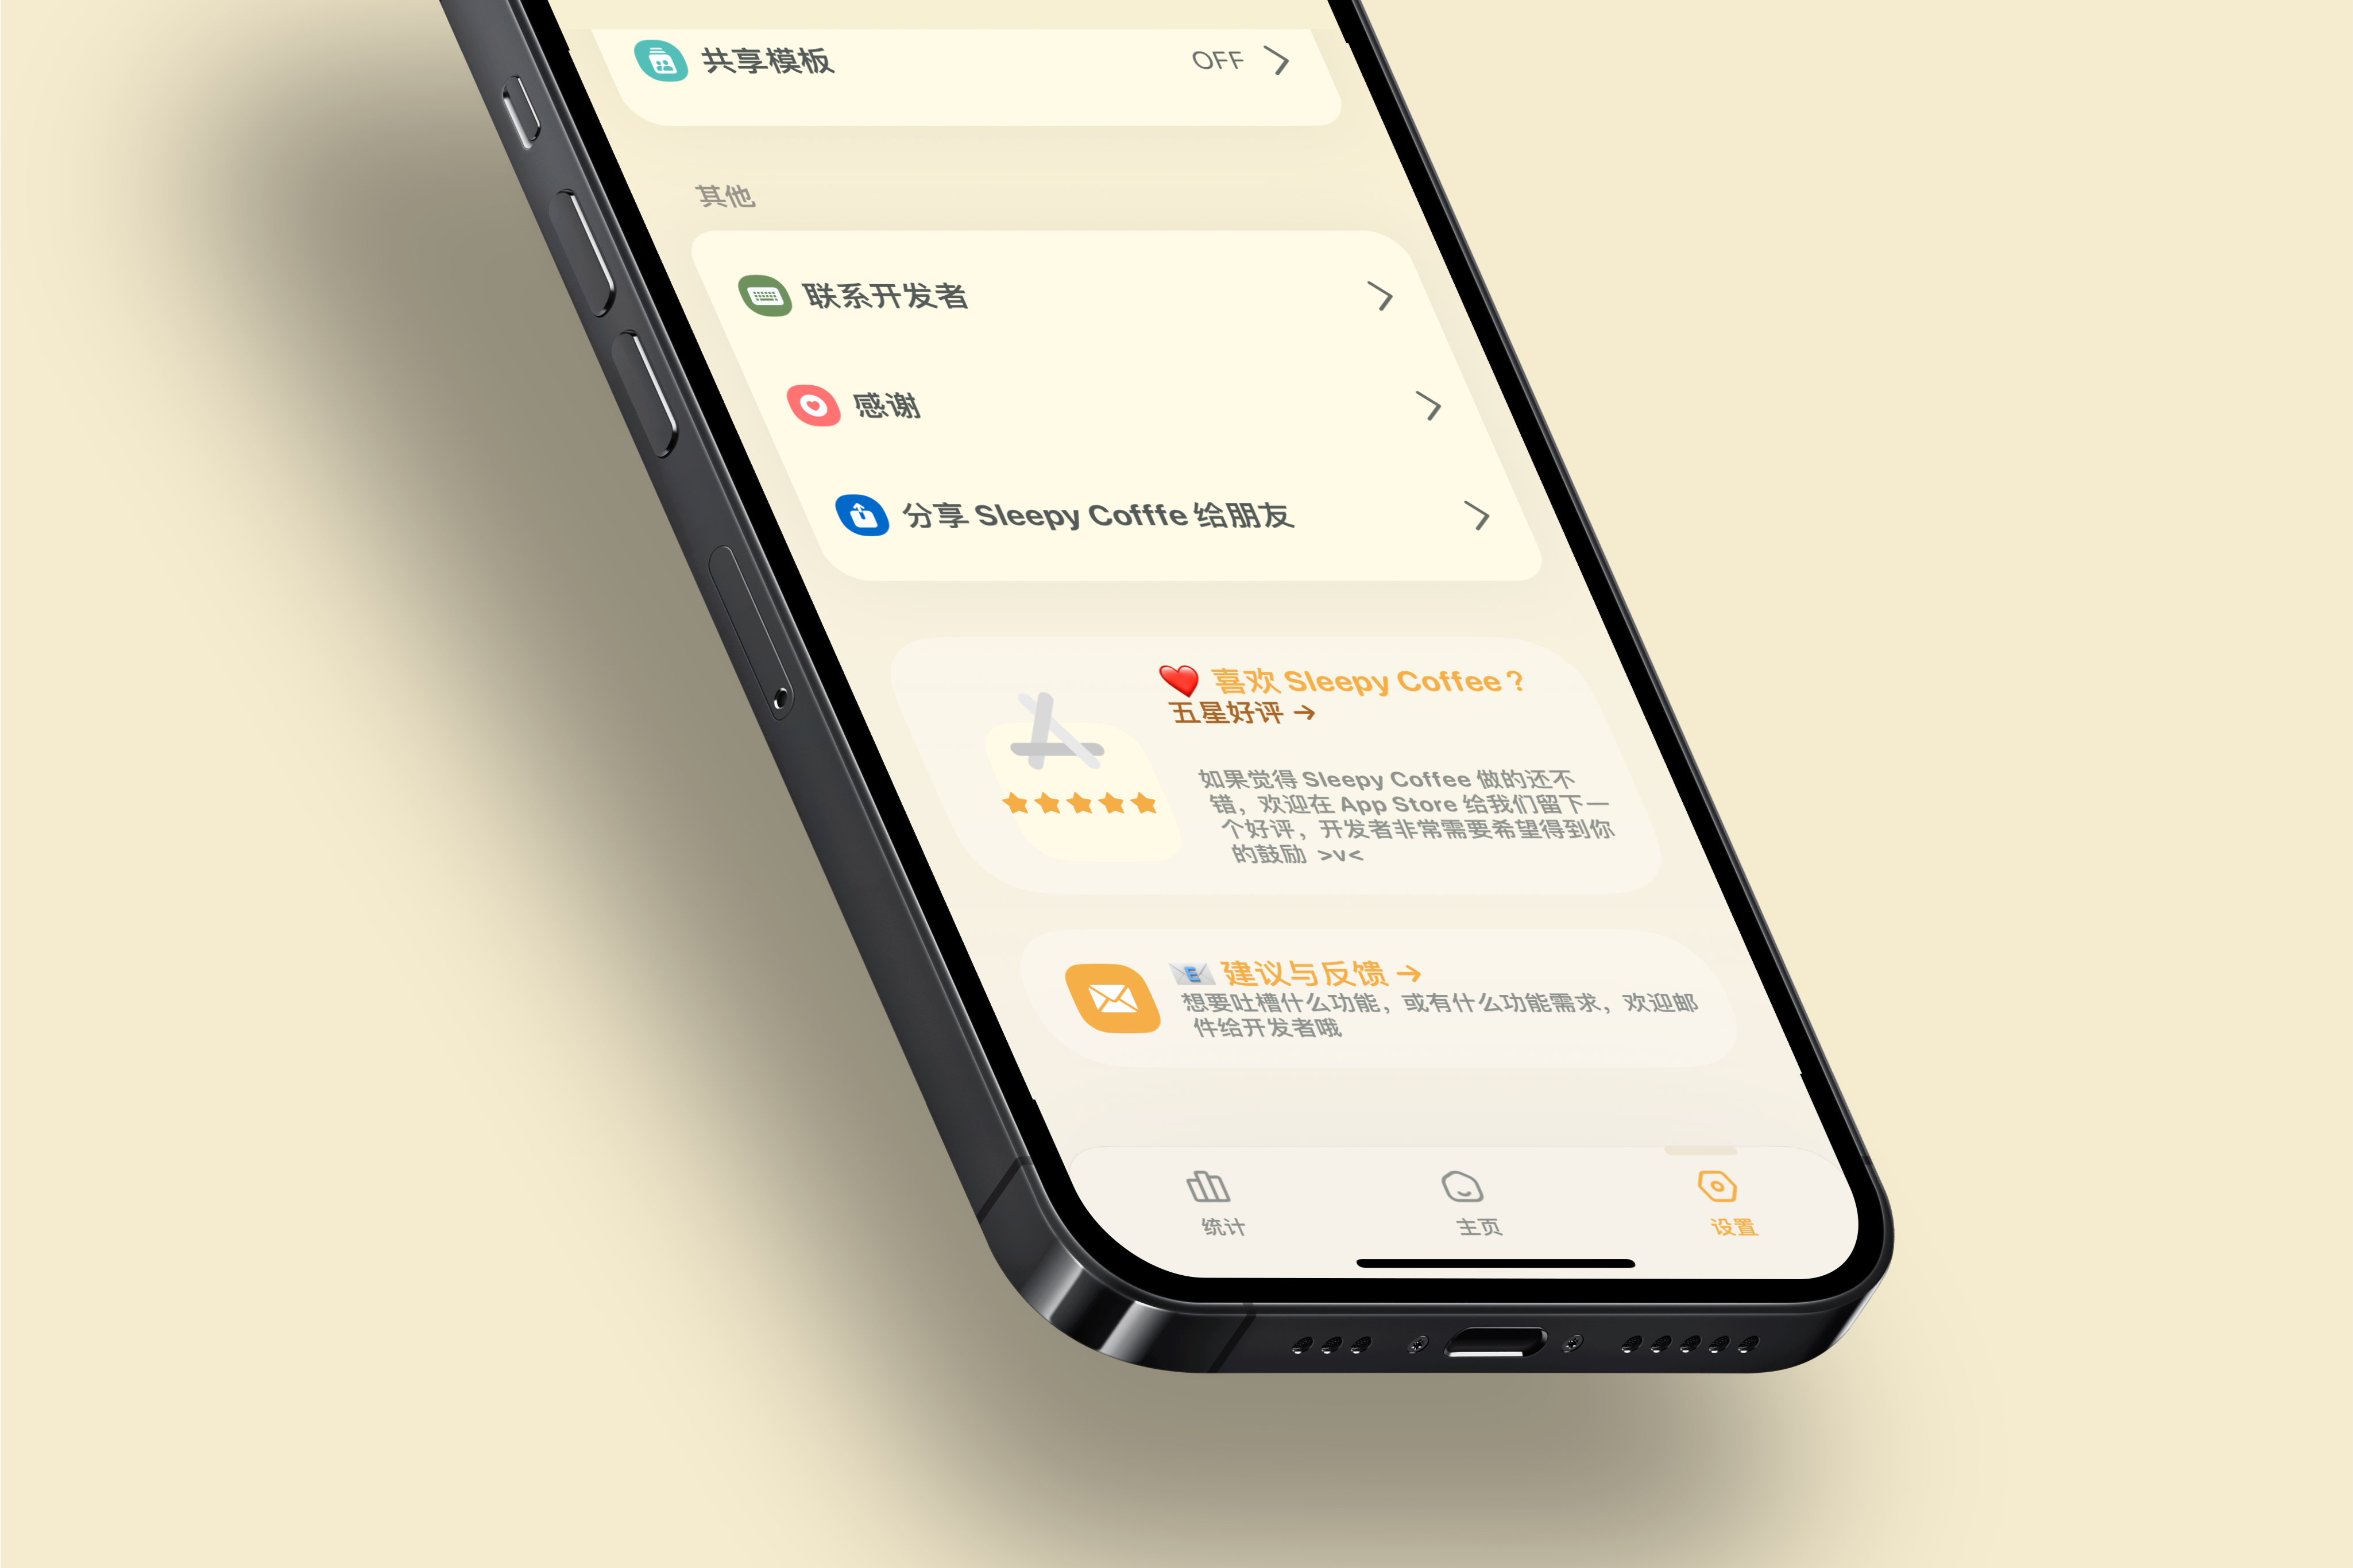 共享模板 OFF
其他
联系开发者
感谢
分享 Sleepy Cofffe 给朋友
❤️ 喜欢 Sleepy Coffee？
五星好评 →
如果觉得 Sleepy Coffee 做的还不
错，欢迎在 App Store 给我们留下一
个好评，开发者非常需要希望得到你
的鼓励 >v<
📧 建议与反馈 →
想要吐槽什么功能，或有什么功能需求，欢迎邮
件给开发者哦
统计 主页 设置